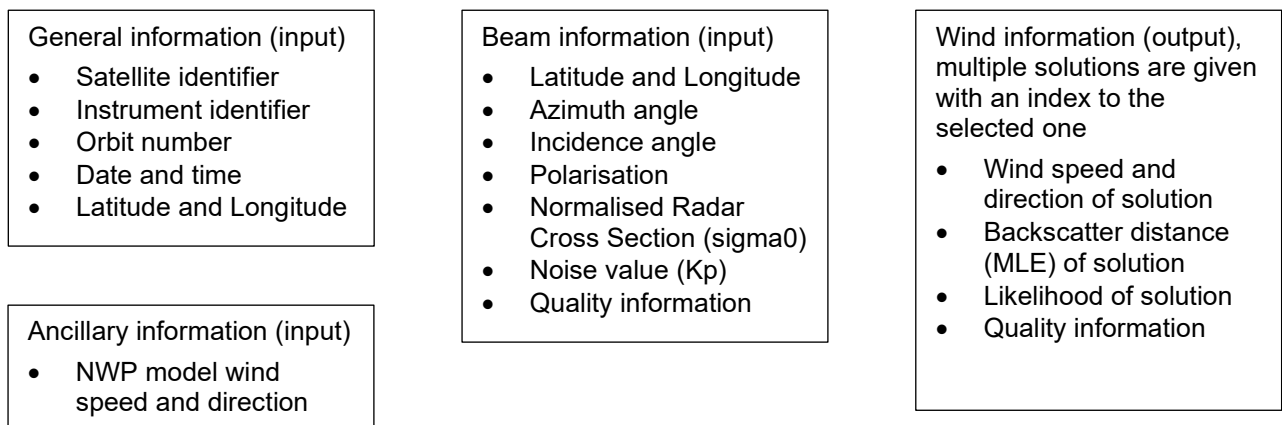 General information (input)
• Satellite identifier
• Instrument identifier
• Orbit number
• Date and time
• Latitude and Longitude
Ancillary information (input)
• NWP model wind
speed and direction
Beam information (input)
• Latitude and Longitude
• Azimuth angle
• Incidence angle
• Polarisation
• Normalised Radar
Cross Section (sigma0)
• Noise value (Kp)
• Quality information
Wind information (output),
multiple solutions are given
with an index to the
selected one
• Wind speed and
direction of solution
• Backscatter distance
(MLE) of solution
• Likelihood of solution
• Quality information